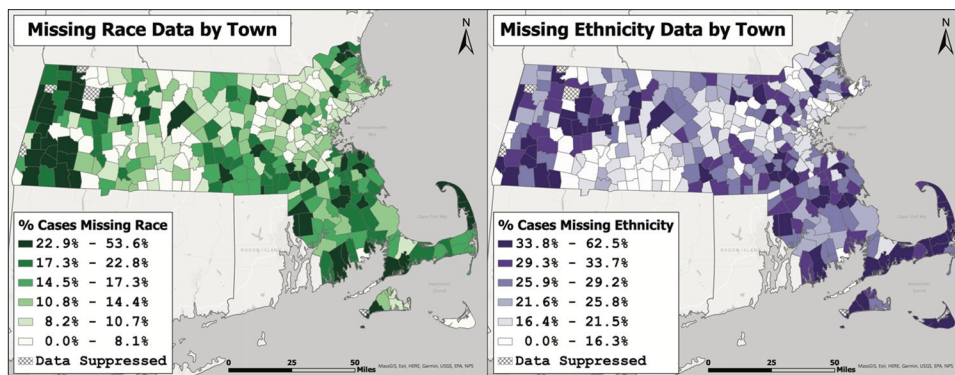 Missing Race Data by Town
N
% Cases Missing Race
22.9% - 53.6%
17.3% - 22.8%
14.5% - 17.3%
10.8% - 14.4%
8.2% - 10.7%
0.0% - 8.1%
Data Suppressed
0 25 50
Miles
MassGIS, Esri, HERE, Garmin, USGS, EPA, NPS
Missing Ethnicity Data by Town
N
Cape Cod Bay
% Cases Missing Ethnicity
33.8% - 62.5%
29.3% - 33.7%
25.9% - 29.2%
21.6% - 25.8%
16.4% - 21.5%
0.0% - 16.3%
Data Suppressed
0 25 50
Miles
MassGIS, Esri, HERE, Garmin, USGS, EPA, NPS